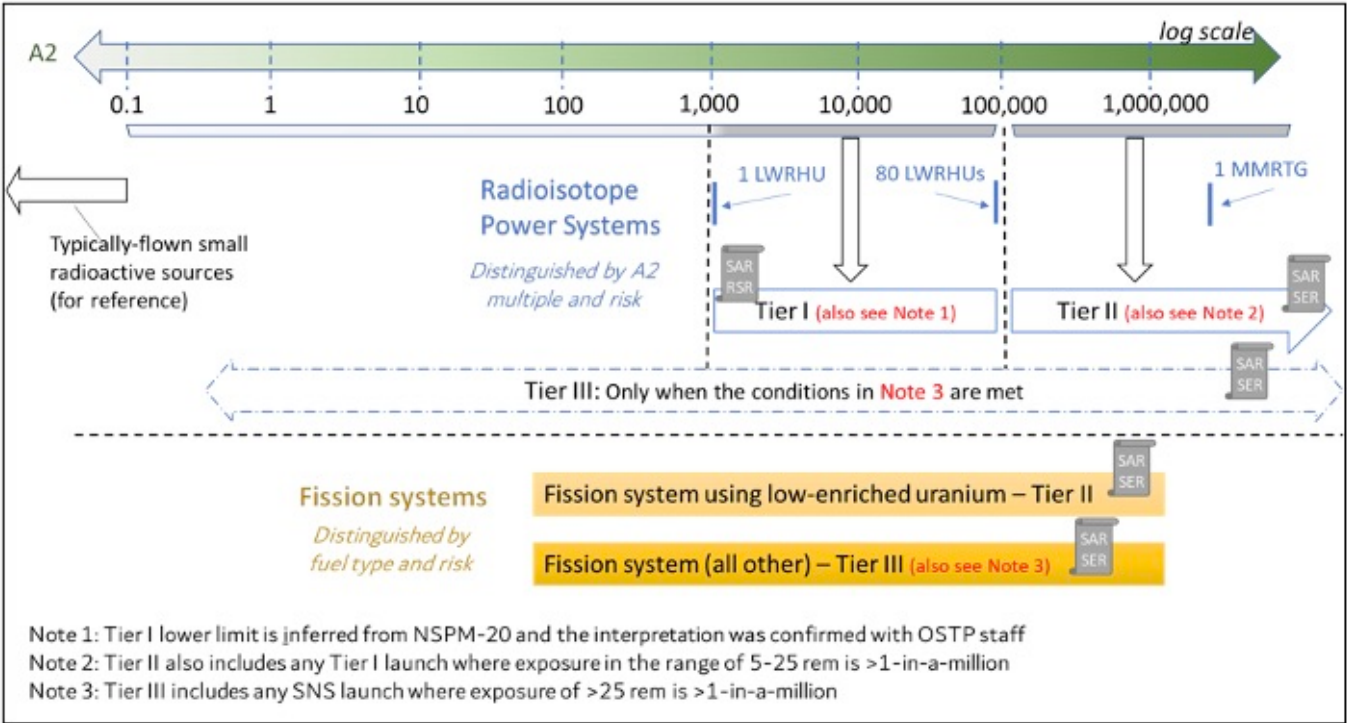 log scale
A2
0.1 1 10 100 1,000 10,000 100,000 1,000,000
Typically-flown small
radioactive sources
(for reference)
Radioisotope
Power Systems
Distinguished by A2
multiple and risk
1 LWRHU
80 LWRHUs
1 MMRTG
SAR
RSR
Tier I (also see Note 1)
SAR
SER
Tier II (also see Note 2)
SAR
SER
Tier III: Only when the conditions in Note 3 are met
Fission systems
Distinguished by
fuel type and risk
SAR
SER
Fission system using low-enriched uranium – Tier II
SAR
SER
Fission system (all other) – Tier III (also see Note 3)
Note 1: Tier I lower limit is inferred from NSPM-20 and the interpretation was confirmed with OSTP staff
Note 2: Tier II also includes any Tier I launch where exposure in the range of 5-25 rem is >1-in-a-million
Note 3: Tier III includes any SNS launch where exposure of >25 rem is >1-in-a-million